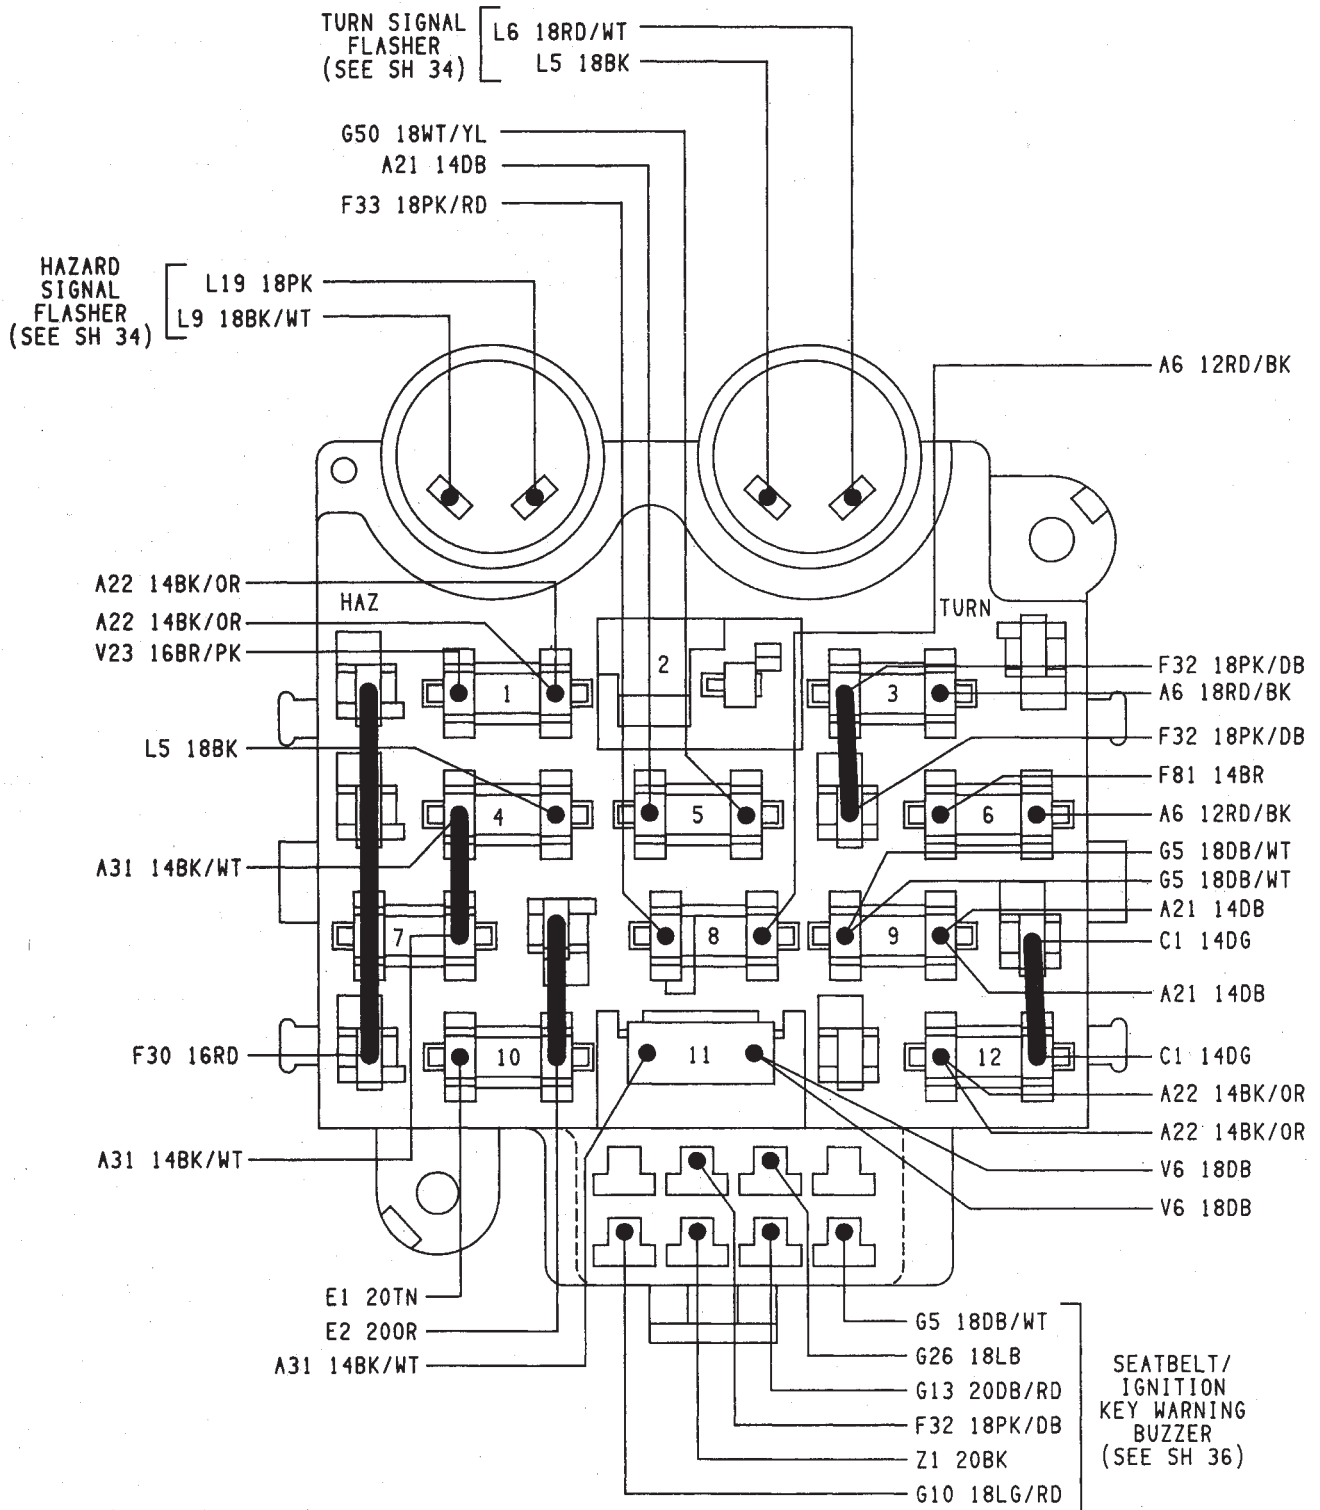 TURN SIGNAL
FLASHER
(SEE SH 34)
L6 18RD/WT
L5 18BK
G50 18WT/YL
A21 14DB
F33 18PK/RD
HAZARD
SIGNAL
FLASHER
(SEE SH 34)
L19 18PK
L9 18BK/WT
A6 12RD/BK
A22 14BK/OR
HAZ
TURN
A22 14BK/OR
V23 16BR/PK
1
2
3
F32 18PK/DB
A6 18RD/BK
F32 18PK/DB
L5 18BK
F81 14BR
4
5
6
A6 12RD/BK
G5 18DB/WT
A31 14BK/WT
G5 18DB/WT
A21 14DB
7
8
9
C1 14DG
A21 14DB
F30 16RD
10
11
12
C1 14DG
A22 14BK/OR
A22 14BK/OR
A31 14BK/WT
V6 18DB
V6 18DB
E1 20TN
E2 20OR
A31 14BK/WT
G5 18DB/WT
G26 18LB
G13 20DB/RD
F32 18PK/DB
Z1 20BK
G10 18LG/RD
SEATBELT/
IGNITION
KEY WARNING
BUZZER
(SEE SH 36)